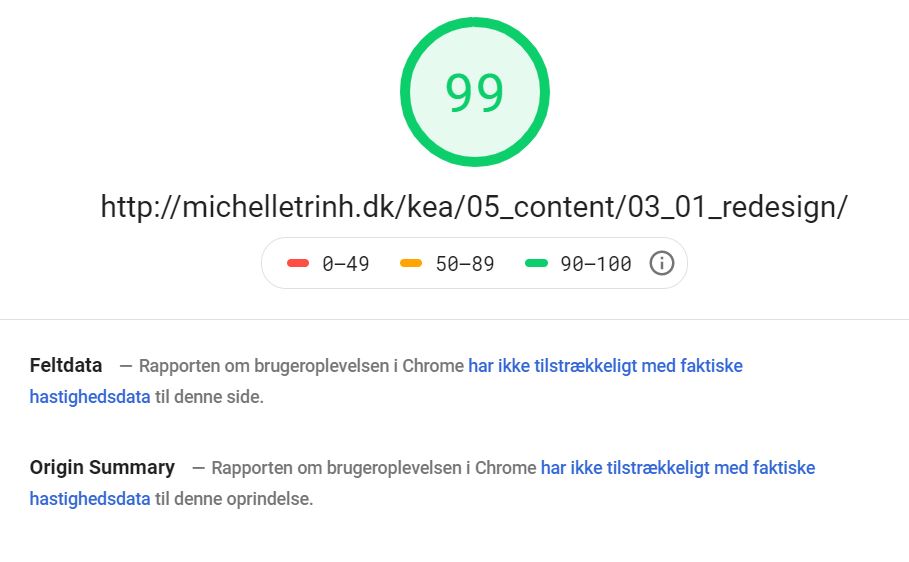 99
http://michelletrinh.dk/kea/05_content/03_01_redesign/
0–49 50–89 90–100
Feltdata — Rapporten om brugeroplevelsen i Chrome har ikke tilstrækkeligt med faktiske
hastighedsdata til denne side.
Origin Summary — Rapporten om brugeroplevelsen i Chrome har ikke tilstrækkeligt med faktiske
hastighedsdata til denne oprindelse.